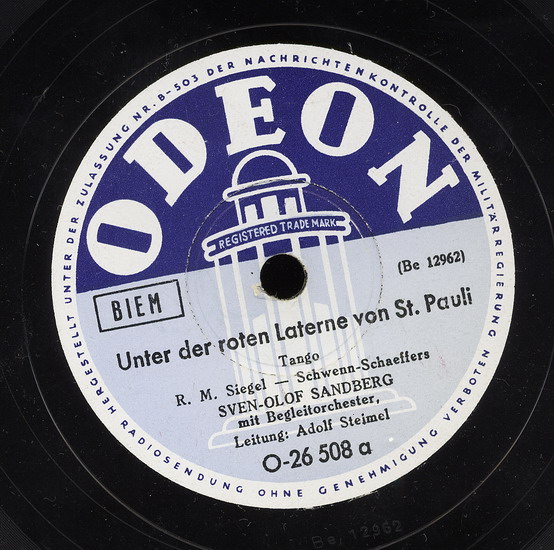 HERGESTELLT UNTER DER ZULASSUNG NR. B-503 DER NACHRICHTENKONTROLLE DER MILITÄRREGIERUNG
ODEON
REGISTERED TRADE MARK
(Be 12962)
BIEM
Unter der roten Laterne von St. Pauli
Tango
R. M. Siegel — Schwenn-Schaeffers
SVEN-OLOF SANDBERG
mit Begleitorchester,
Leitung: Adolf Steimel
O-26 508 a
RADIOSENDUNG OHNE GENEHMIGUNG VERBOTEN
Be 12962